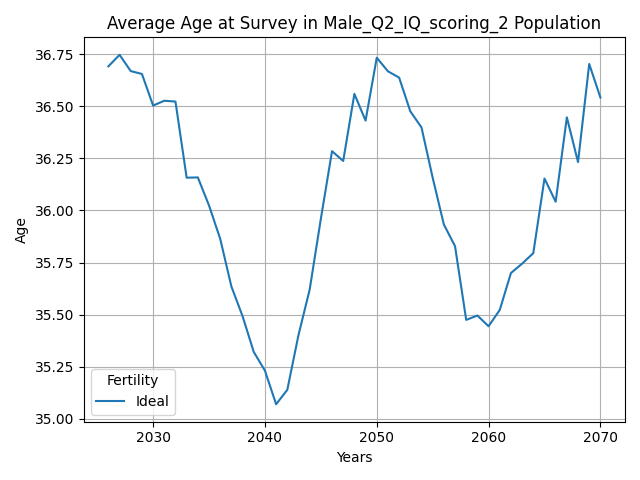 Average Age at Survey in Male_Q2_IQ_scoring_2 Population
36.75
36.50
36.25
36.00
35.75
35.50
35.25
35.00
Age
Fertility
Ideal
2030 2040 2050 2060 2070
Years